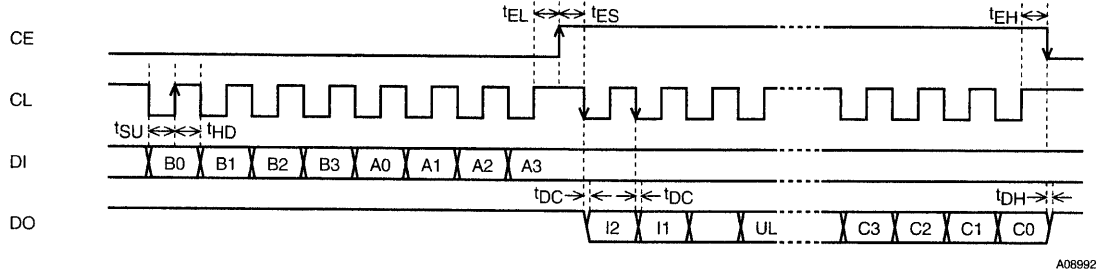 tEL tES tEH
CE
CL
tSU tHD
DI B0 B1 B2 B3 A0 A1 A2 A3
tDC tDC tDH
DO I2 I1 UL C3 C2 C1 C0
A08992